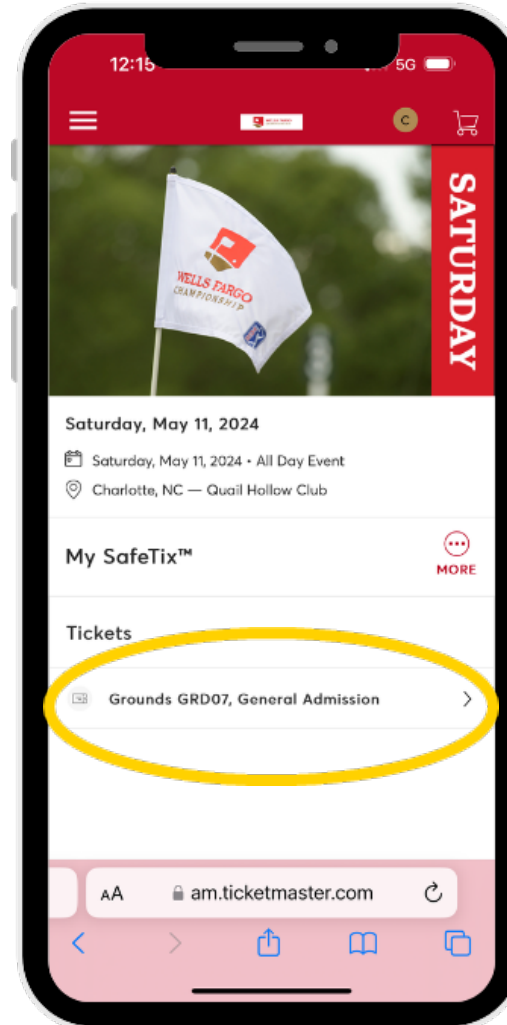 12:15
5G
C
SATURDAY
WELLS FARGO
CHAMPIONSHIP
Saturday, May 11, 2024
Saturday, May 11, 2024 • All Day Event
Charlotte, NC — Quail Hollow Club
My SafeTix™
MORE
Tickets
Grounds GRD07, General Admission
AA am.ticketmaster.com